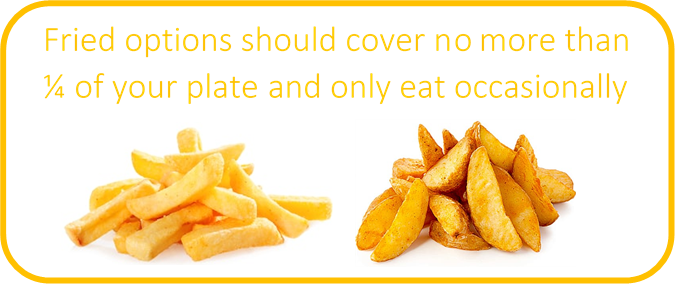 Fried options should cover no more than
¼ of your plate and only eat occasionally